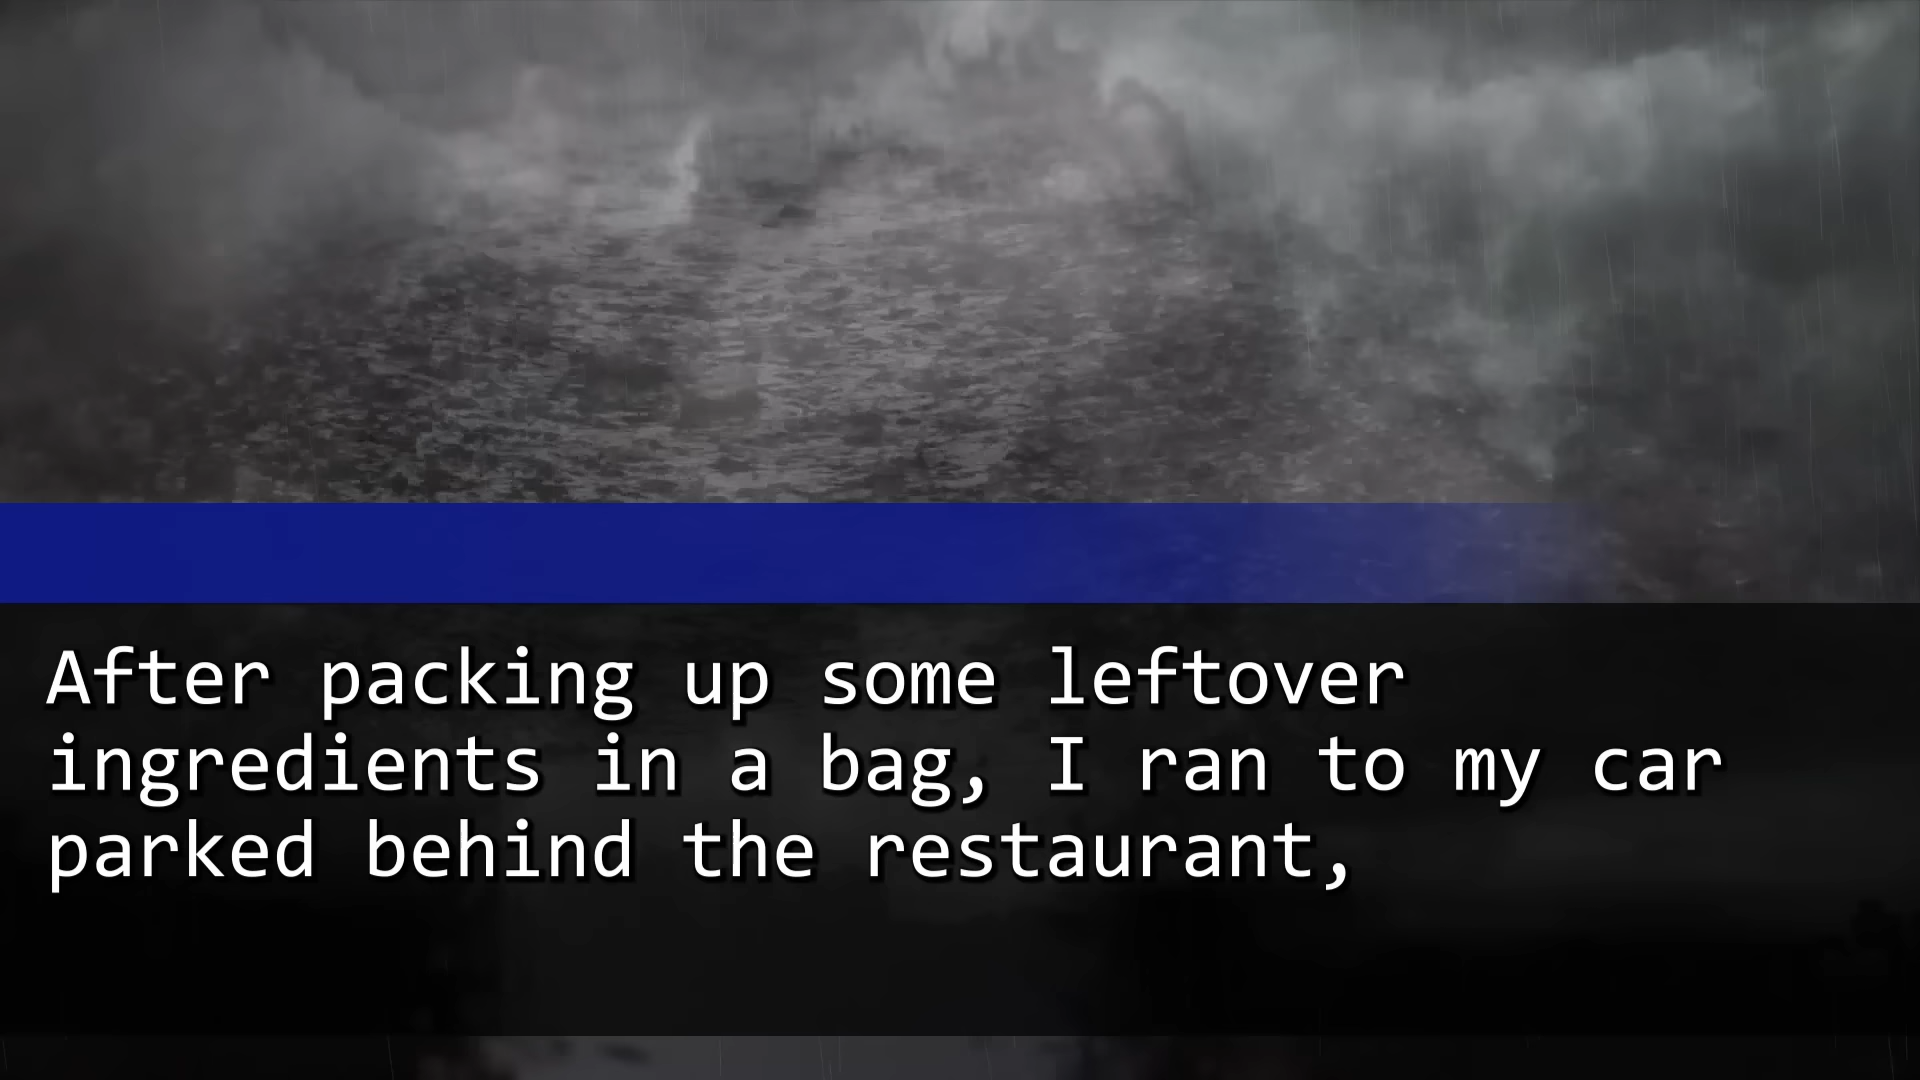 After packing up some leftover
ingredients in a bag, I ran to my car
parked behind the restaurant,